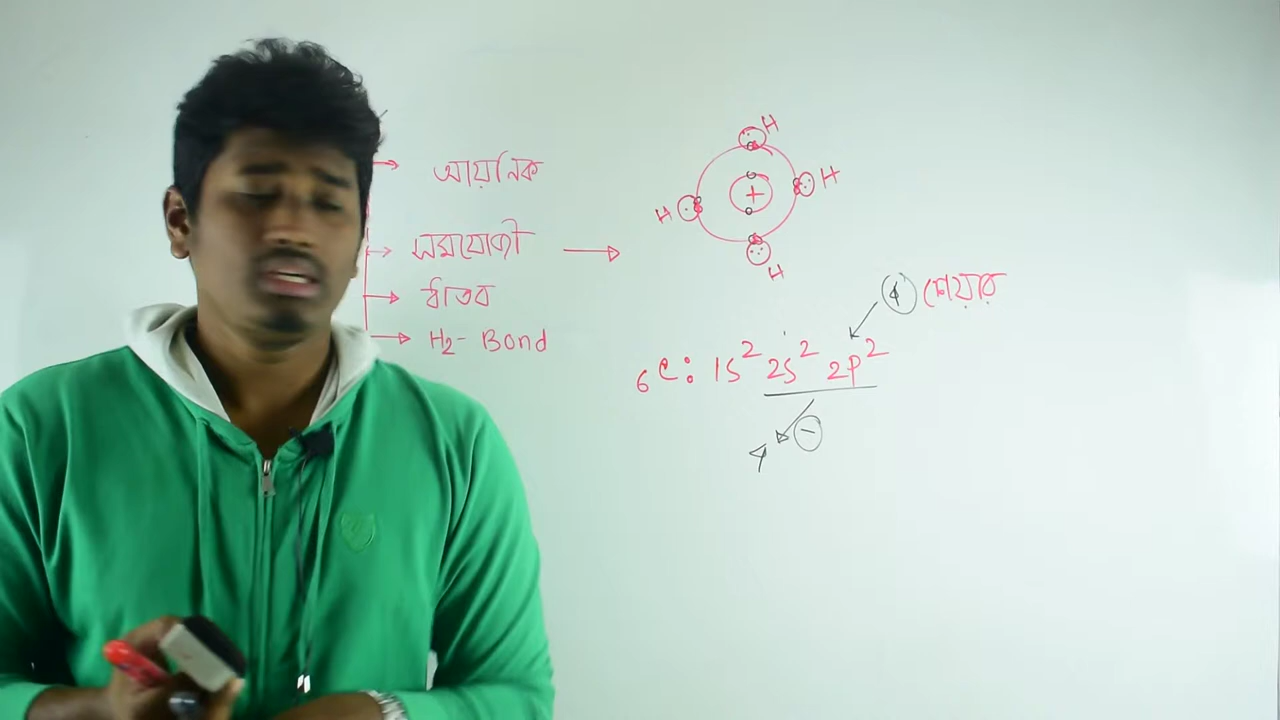 আয়নিক
সমযোজী
ধাতব
H₂- Bond
H
H
H
H
+
4 শেয়ার
₆C: 1s² 2s² 2p²
4 −